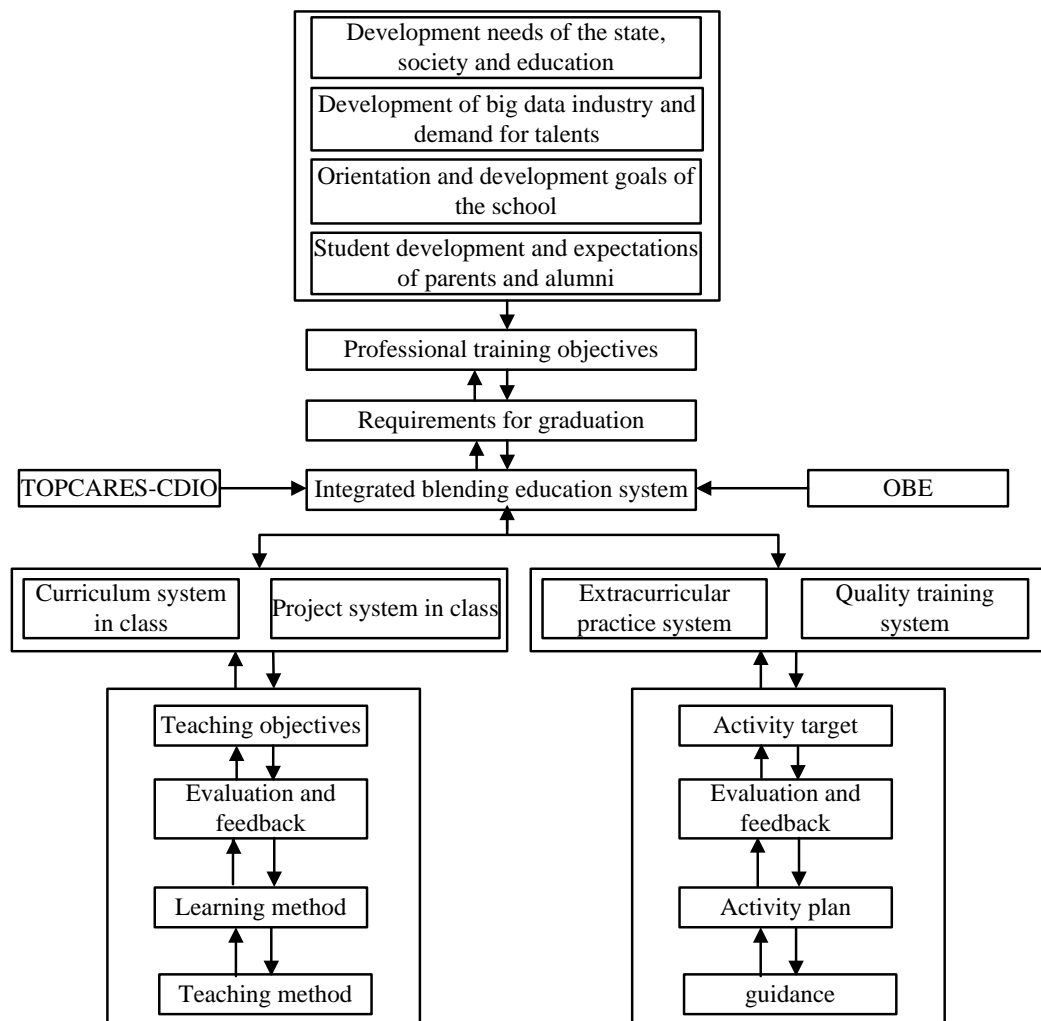 Development needs of the state,
society and education
Development of big data industry and
demand for talents
Orientation and development goals of
the school
Student development and expectations
of parents and alumni
Professional training objectives
Requirements for graduation
TOPCARES-CDIO
Integrated blending education system
OBE
Curriculum system
in class
Project system in class
Extracurricular
practice system
Quality training
system
Teaching objectives
Evaluation and
feedback
Learning method
Teaching method
Activity target
Evaluation and
feedback
Activity plan
guidance